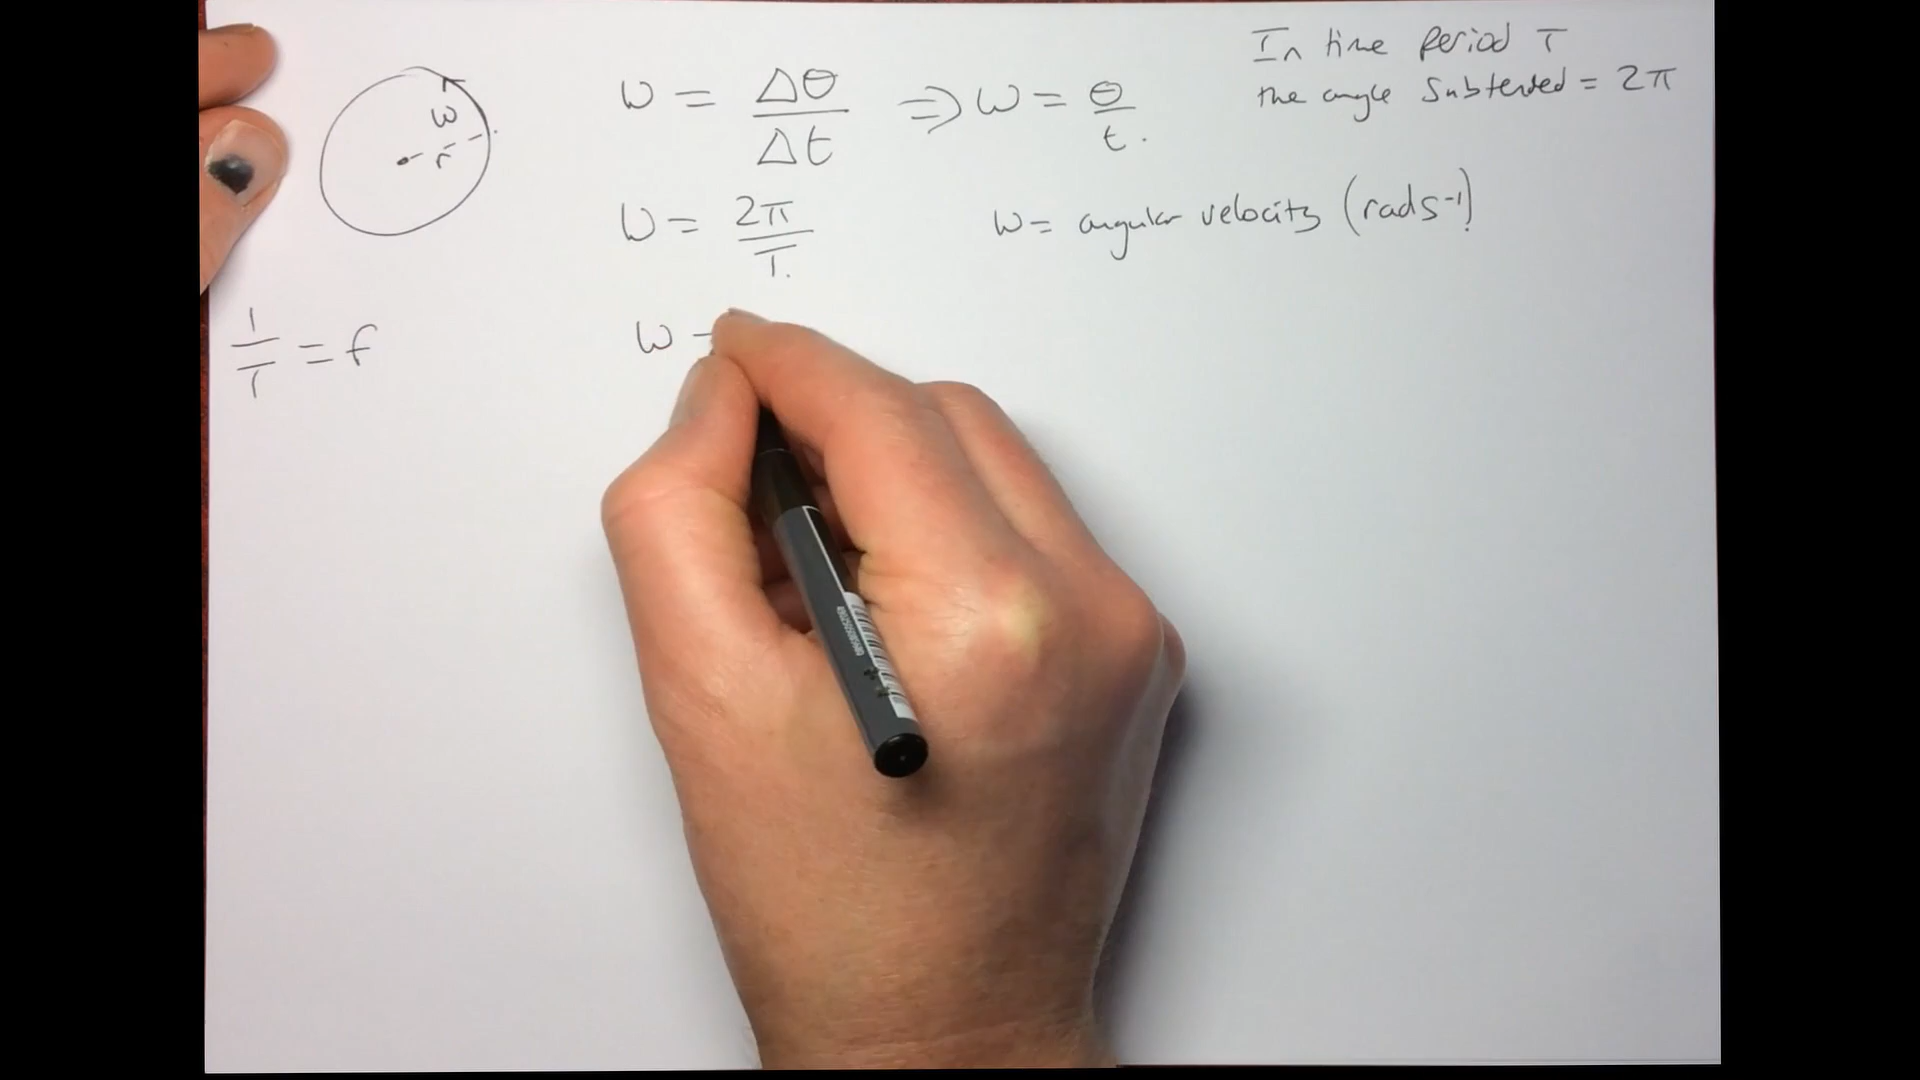 In time period T
the angle subtended = 2π
ω = Δθ/Δt ⇒ ω = θ/t.
ω
r
ω = 2π/T.
ω = angular velocity (rads⁻¹)
1/T = f
ω =